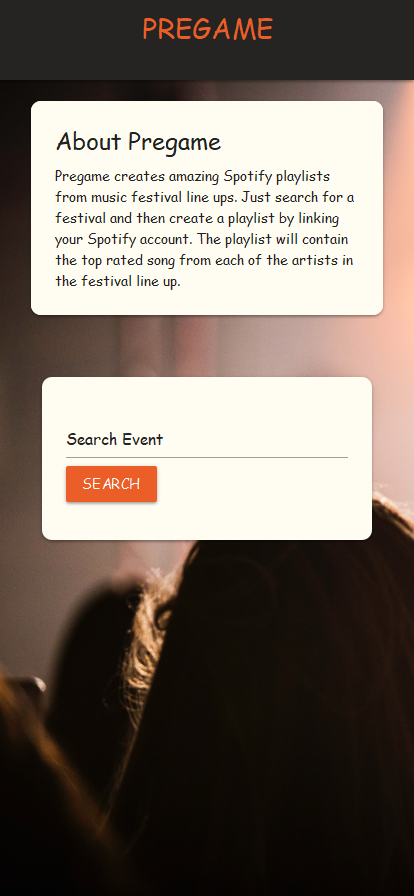 PREGAME
About Pregame
Pregame creates amazing Spotify playlists
from music festival line ups. Just search for a
festival and then create a playlist by linking
your Spotify account. The playlist will contain
the top rated song from each of the artists in
the festival line up.
Search Event
SEARCH